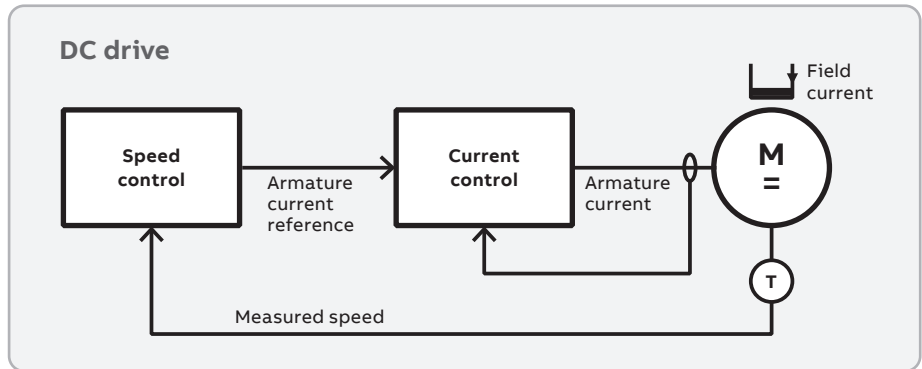 DC drive
Field
current
Speed
control
Armature
current
reference
Current
control
Armature
current
M
=
T
Measured speed